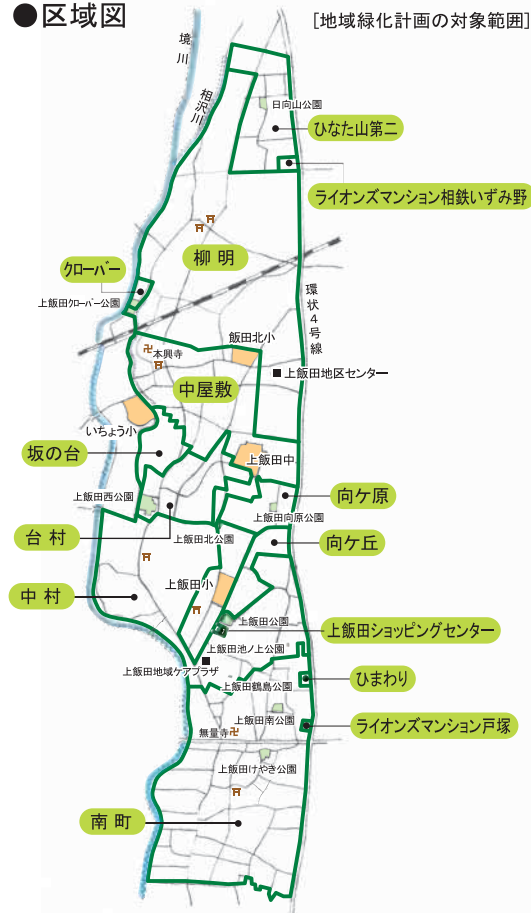 ●区域図
[地域緑化計画の対象範囲]
境川
相沢川
日向山公園
ひなた山第二
ライオンズマンション相鉄いずみ野
柳明
クローバー
上飯田クローバー公園
環状4号線
飯田北小
卍
本興寺
上飯田地区センター
中屋敷
いちょう小
坂の台
上飯田中
上飯田西公園
向ケ原
上飯田向原公園
台村
上飯田北公園
向ケ丘
上飯田小
中村
上飯田公園
上飯田ショッピングセンター
上飯田池ノ上公園
上飯田地域ケアプラザ
ひまわり
上飯田鶴島公園
上飯田南公園
ライオンズマンション戸塚
無量寺卍
上飯田けやき公園
南町